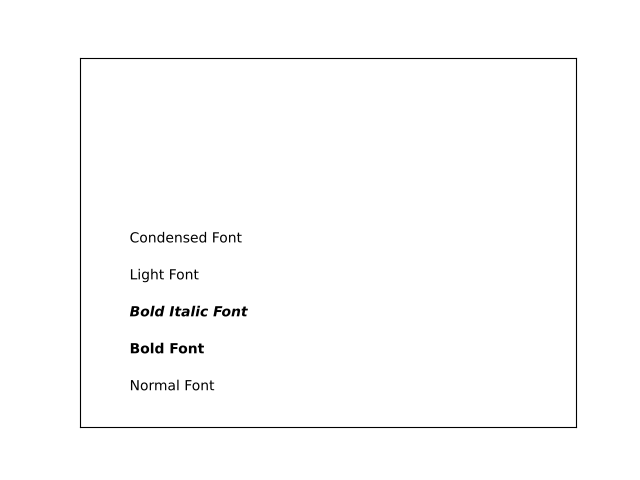 Condensed Font
Light Font
Bold Italic Font
Bold Font
Normal Font